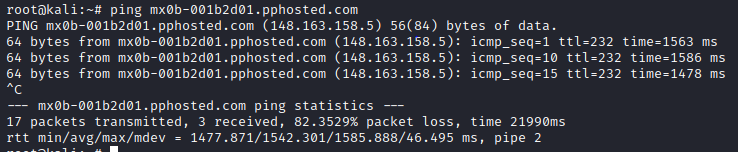 root@kali:~# ping mx0b-001b2d01.pphosted.com
PING mx0b-001b2d01.pphosted.com (148.163.158.5) 56(84) bytes of data.
64 bytes from mx0b-001b2d01.pphosted.com (148.163.158.5): icmp_seq=1 ttl=232 time=1563 ms
64 bytes from mx0b-001b2d01.pphosted.com (148.163.158.5): icmp_seq=10 ttl=232 time=1586 ms
64 bytes from mx0b-001b2d01.pphosted.com (148.163.158.5): icmp_seq=15 ttl=232 time=1478 ms
^C
--- mx0b-001b2d01.pphosted.com ping statistics ---
17 packets transmitted, 3 received, 82.3529% packet loss, time 21990ms
rtt min/avg/max/mdev = 1477.871/1542.301/1585.888/46.495 ms, pipe 2
root@kali:~#